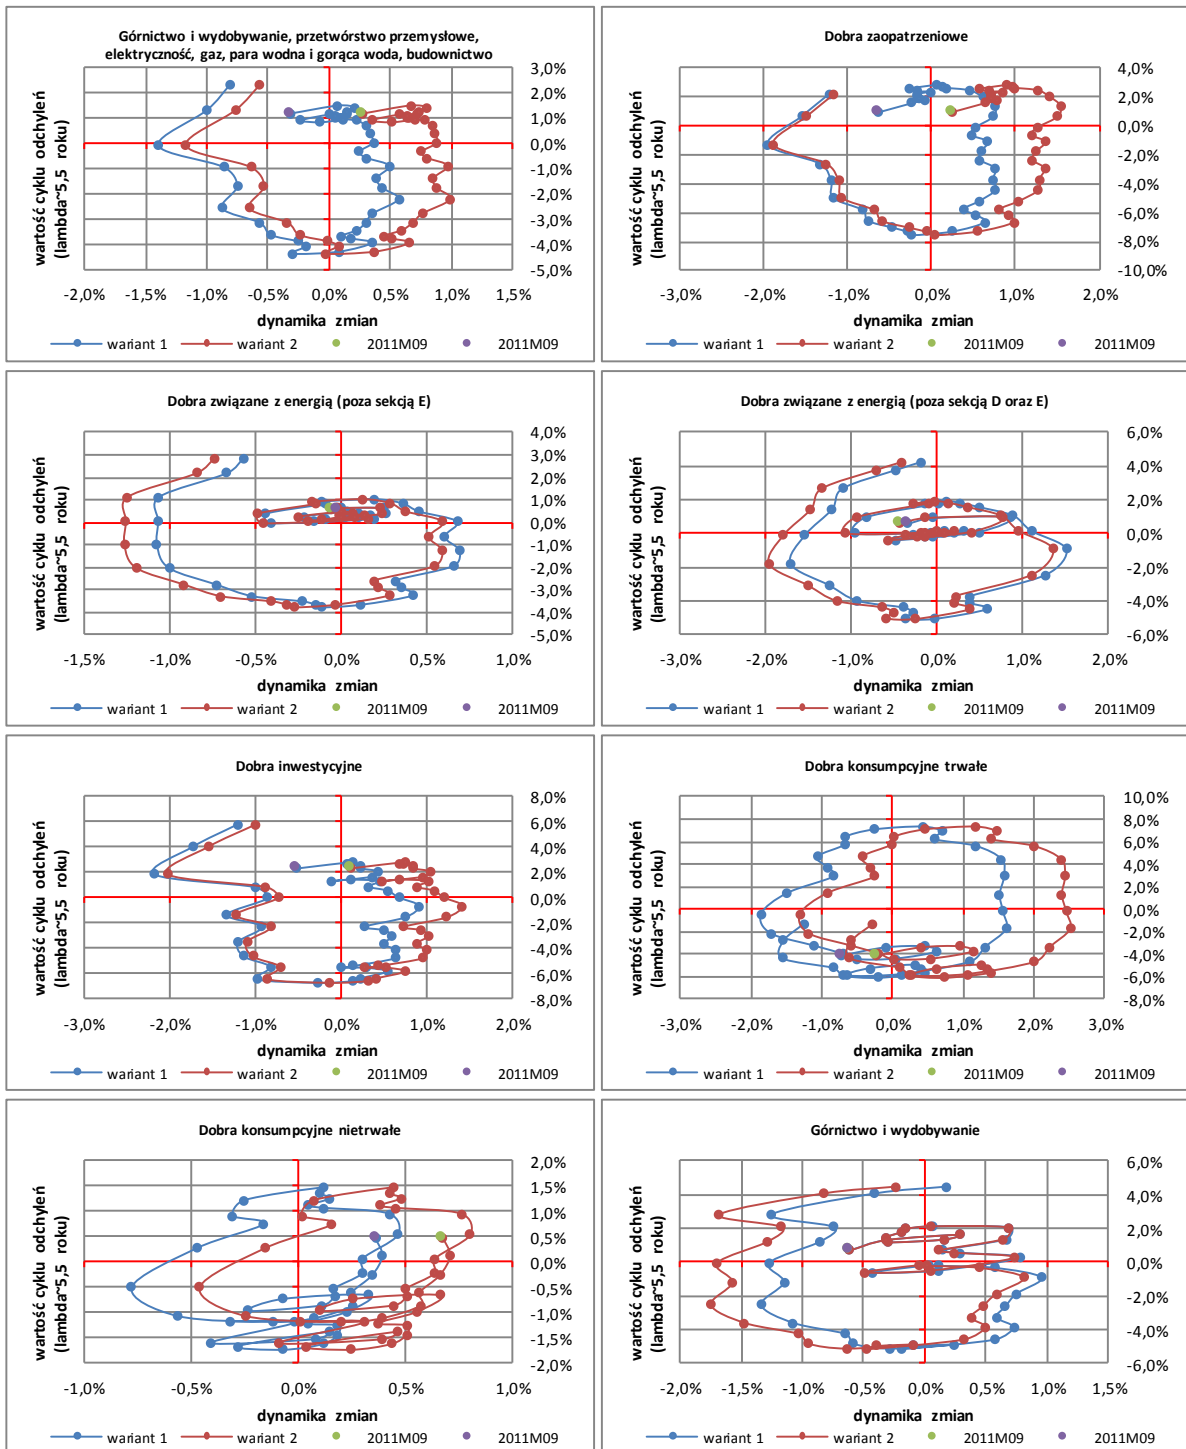 Górnictwo i wydobywanie, przetwórstwo przemysłowe,
elektryczność, gaz, para wodna i gorąca woda, budownictwo
wartość cyklu odchyleń
(lambda~5,5 roku)
3,0%
2,0%
1,0%
0,0%
-1,0%
-2,0%
-3,0%
-4,0%
-5,0%
-2,0% -1,5% -1,0% -0,5% 0,0% 0,5% 1,0% 1,5%
dynamika zmian
wariant 1 wariant 2 2011M09 2011M09
Dobra zaopatrzeniowe
wartość cyklu odchyleń
(lambda~5,5 roku)
4,0%
2,0%
0,0%
-2,0%
-4,0%
-6,0%
-8,0%
-10,0%
-3,0% -2,0% -1,0% 0,0% 1,0% 2,0%
dynamika zmian
wariant 1 wariant 2 2011M09 2011M09
Dobra związane z energią (poza sekcją E)
wartość cyklu odchyleń
(lambda~5,5 roku)
4,0%
3,0%
2,0%
1,0%
0,0%
-1,0%
-2,0%
-3,0%
-4,0%
-5,0%
-1,5% -1,0% -0,5% 0,0% 0,5% 1,0%
dynamika zmian
wariant 1 wariant 2 2011M09 2011M09
Dobra związane z energią (poza sekcją D oraz E)
wartość cyklu odchyleń
(lambda~5,5 roku)
6,0%
4,0%
2,0%
0,0%
-2,0%
-4,0%
-6,0%
-3,0% -2,0% -1,0% 0,0% 1,0% 2,0%
dynamika zmian
wariant 1 wariant 2 2011M09 2011M09
Dobra inwestycyjne
wartość cyklu odchyleń
(lambda~5,5 roku)
8,0%
6,0%
4,0%
2,0%
0,0%
-2,0%
-4,0%
-6,0%
-8,0%
-3,0% -2,0% -1,0% 0,0% 1,0% 2,0%
dynamika zmian
wariant 1 wariant 2 2011M09 2011M09
Dobra konsumpcyjne trwałe
wartość cyklu odchyleń
(lambda~5,5 roku)
10,0%
8,0%
6,0%
4,0%
2,0%
0,0%
-2,0%
-4,0%
-6,0%
-8,0%
-3,0% -2,0% -1,0% 0,0% 1,0% 2,0% 3,0%
dynamika zmian
wariant 1 wariant 2 2011M09 2011M09
Dobra konsumpcyjne nietrwałe
wartość cyklu odchyleń
(lambda~5,5 roku)
2,0%
1,5%
1,0%
0,5%
0,0%
-0,5%
-1,0%
-1,5%
-2,0%
-1,0% -0,5% 0,0% 0,5% 1,0%
dynamika zmian
wariant 1 wariant 2 2011M09 2011M09
Górnictwo i wydobywanie
wartość cyklu odchyleń
(lambda~5,5 roku)
6,0%
4,0%
2,0%
0,0%
-2,0%
-4,0%
-6,0%
-2,0% -1,5% -1,0% -0,5% 0,0% 0,5% 1,0% 1,5%
dynamika zmian
wariant 1 wariant 2 2011M09 2011M09